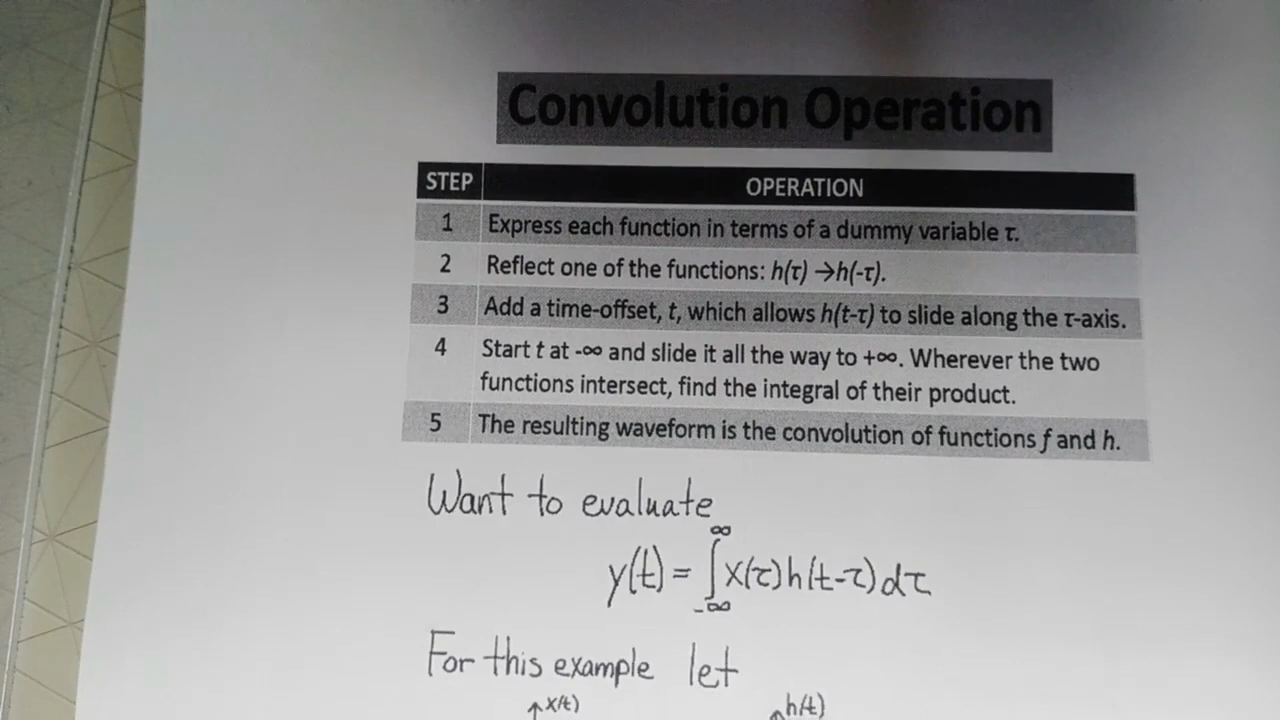 Convolution Operation
STEP OPERATION
1 Express each function in terms of a dummy variable τ.
2 Reflect one of the functions: h(τ) →h(-τ).
3 Add a time-offset, t, which allows h(t-τ) to slide along the τ-axis.
4 Start t at -∞ and slide it all the way to +∞. Wherever the two
functions intersect, find the integral of their product.
5 The resulting waveform is the convolution of functions f and h.
Want to evaluate
y(t) = ∫_{-∞}^{∞} x(τ)h(t-τ)dτ
For this example let
x(t) h(t)